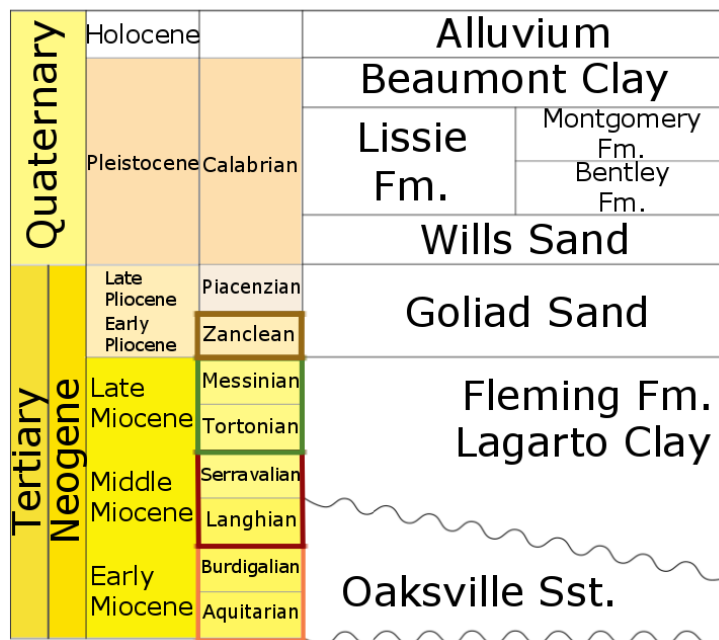 Quaternary
Holocene
Alluvium
Pleistocene
Calabrian
Beaumont Clay
Lissie
Fm.
Montgomery
Fm.
Bentley
Fm.
Wills Sand
Tertiary
Neogene
Late
Pliocene
Piacenzian
Early
Pliocene
Zanclean
Goliad Sand
Late
Miocene
Messinian
Tortonian
Fleming Fm.
Lagarto Clay
Middle
Miocene
Serravalian
Langhian
Early
Miocene
Burdigalian
Aquitarian
Oaksville Sst.